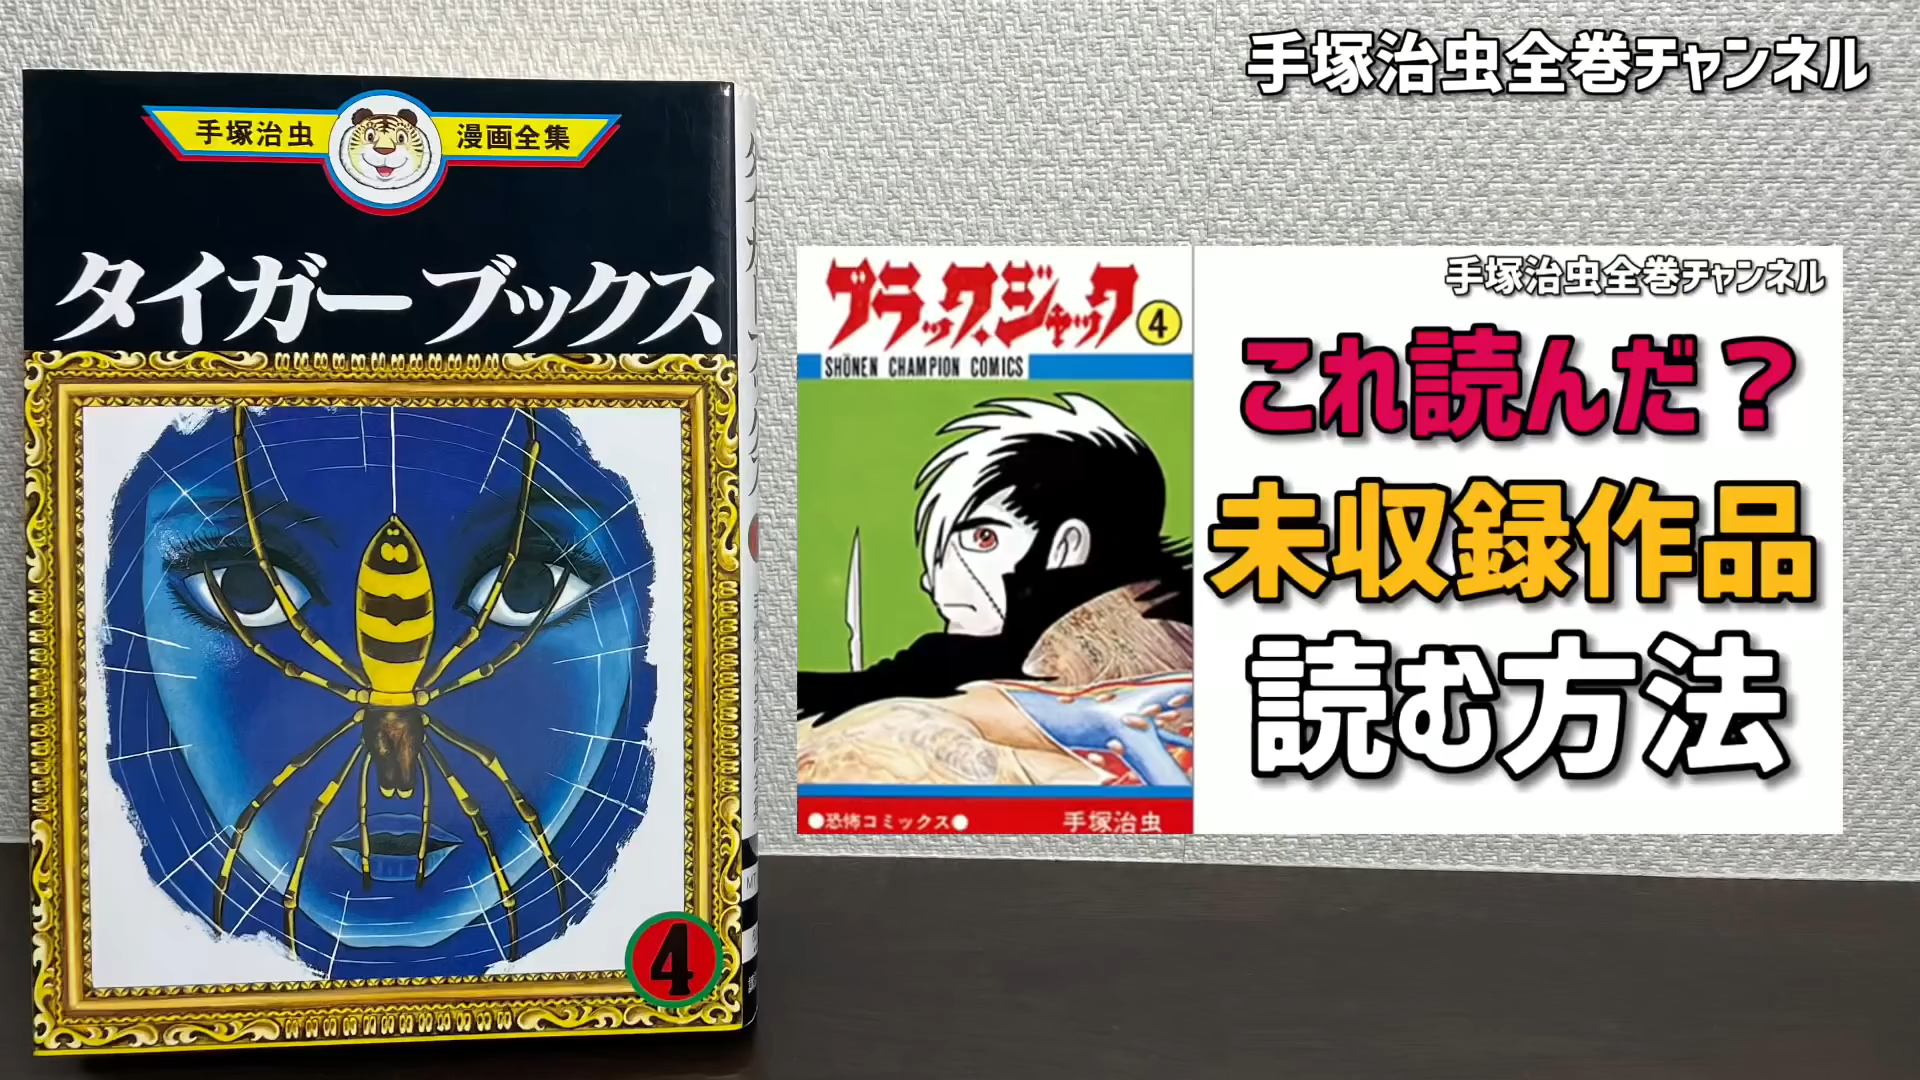 手塚治虫全巻チャンネル
手塚治虫 漫画全集
タイガーブックス
4
ブラック・ジャック 4
SHŌNEN CHAMPION COMICS
●恐怖コミックス● 手塚治虫
手塚治虫全巻チャンネル
これ読んだ？
未収録作品
読む方法